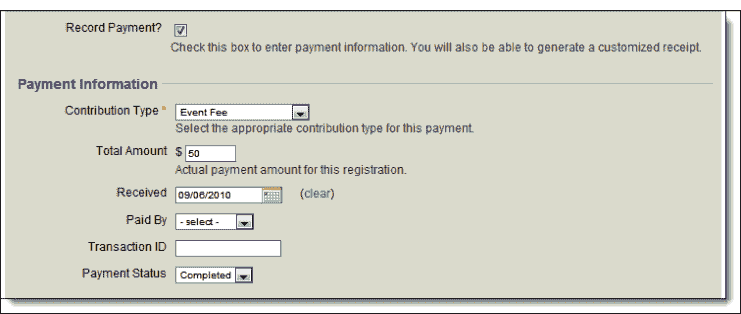 Record Payment?
Check this box to enter payment information. You will also be able to generate a customized receipt.
Payment Information
Contribution Type * Event Fee
Select the appropriate contribution type for this payment.
Total Amount $ 50
Actual payment amount for this registration.
Received 09/06/2010 (clear)
Paid By - select -
Transaction ID
Payment Status Completed